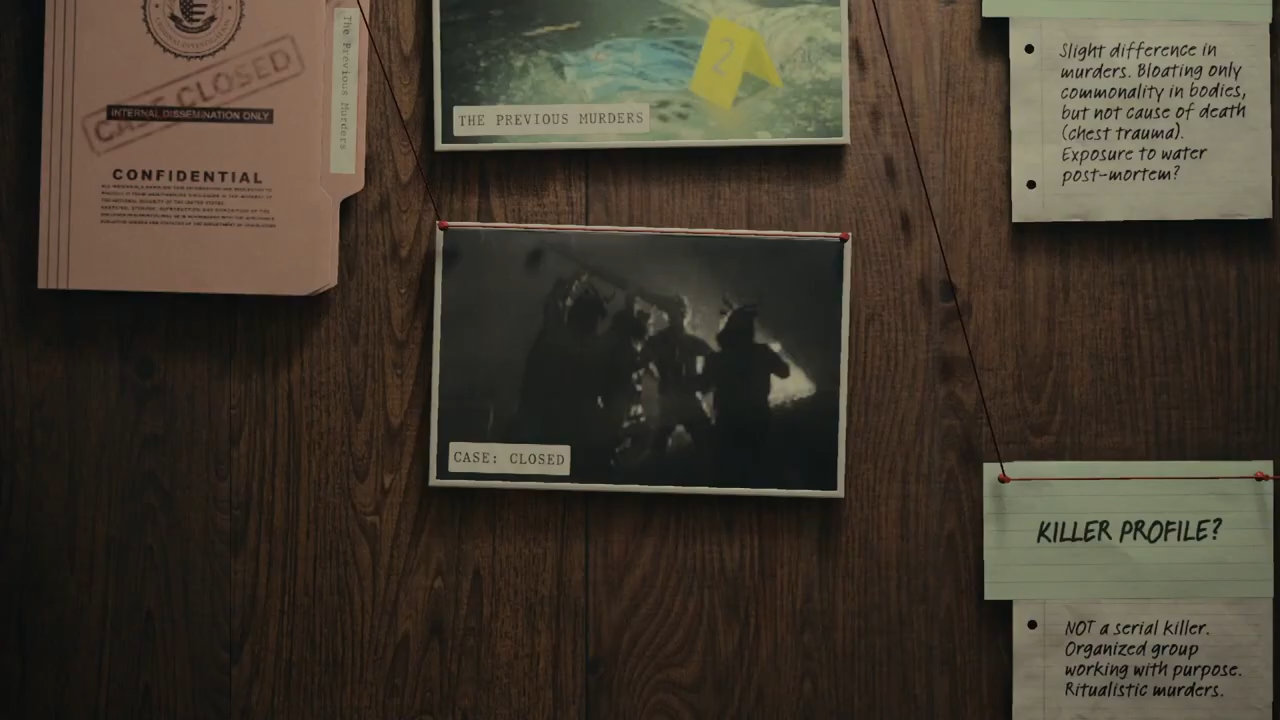 CASE CLOSED
INTERNAL DISSEMINATION ONLY
CONFIDENTIAL
The Previous Murders
2
THE PREVIOUS MURDERS
CASE: CLOSED
Slight difference in
murders. Bloating only
commonality in bodies,
but not cause of death
(chest trauma).
Exposure to water
post-mortem?
KILLER PROFILE?
NOT a serial killer.
Organized group
working with purpose.
Ritualistic murders.